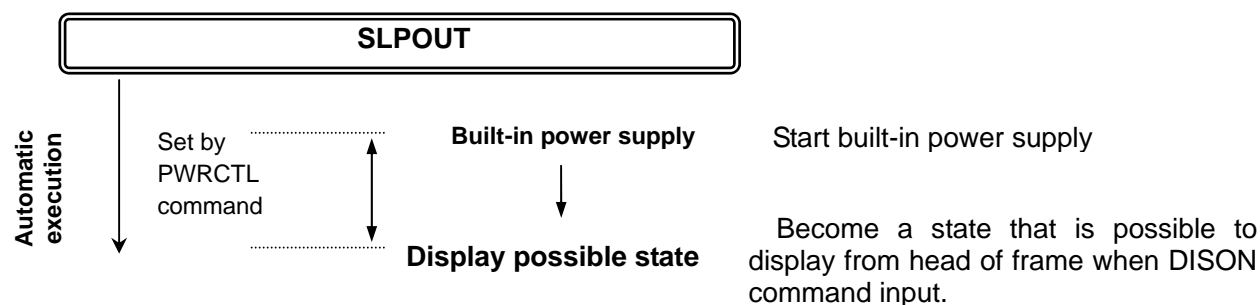 SLPOUT
Automatic
execution
Set by
PWRCTL
command
Built-in power supply
Start built-in power supply
Display possible state
Become a state that is possible to
display from head of frame when DISON
command input.